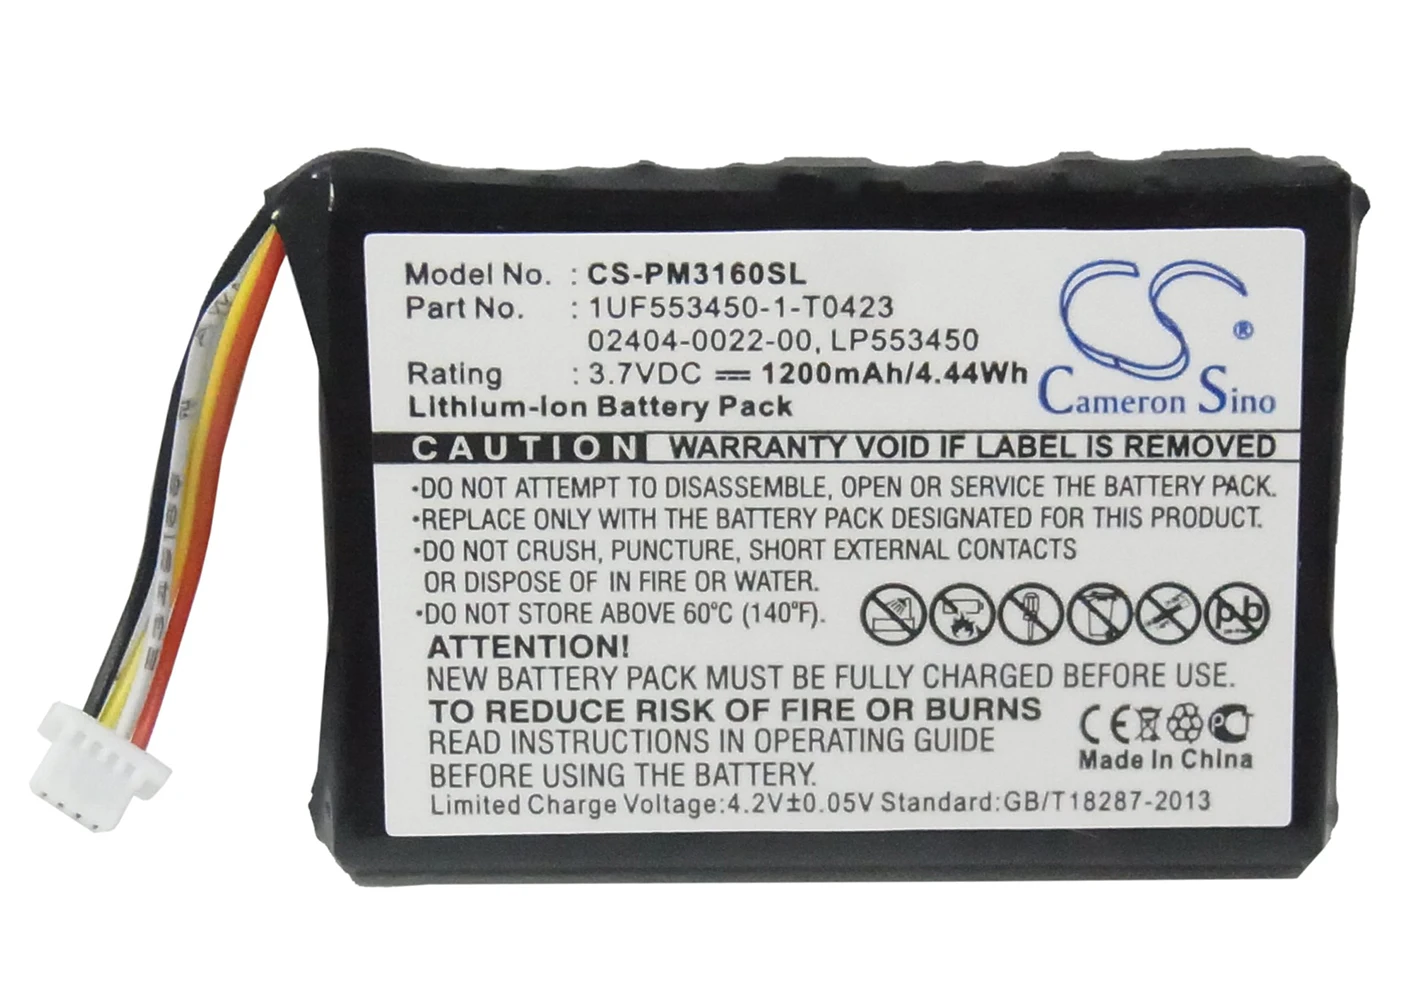 Model No. : CS-PM3160SL
Part No. : 1UF553450-1-T0423
02404-0022-00, LP553450
Rating : 3.7VDC ⎓ 1200mAh/4.44Wh
Lithium-Ion Battery Pack
CS ®
Cameron Sino
CAUTION WARRANTY VOID IF LABEL IS REMOVED
·DO NOT ATTEMPT TO DISASSEMBLE, OPEN OR SERVICE THE BATTERY PACK.
·REPLACE ONLY WITH THE BATTERY PACK DESIGNATED FOR THIS PRODUCT.
·DO NOT CRUSH, PUNCTURE, SHORT EXTERNAL CONTACTS
OR DISPOSE OF IN FIRE OR WATER.
·DO NOT STORE ABOVE 60°C (140°F).
Pb
ATTENTION!
NEW BATTERY PACK MUST BE FULLY CHARGED BEFORE USE.
TO REDUCE RISK OF FIRE OR BURNS
READ INSTRUCTIONS IN OPERATING GUIDE
BEFORE USING THE BATTERY.
CE PCT
Made In China
Limited Charge Voltage:4.2V±0.05V Standard:GB/T18287-2013